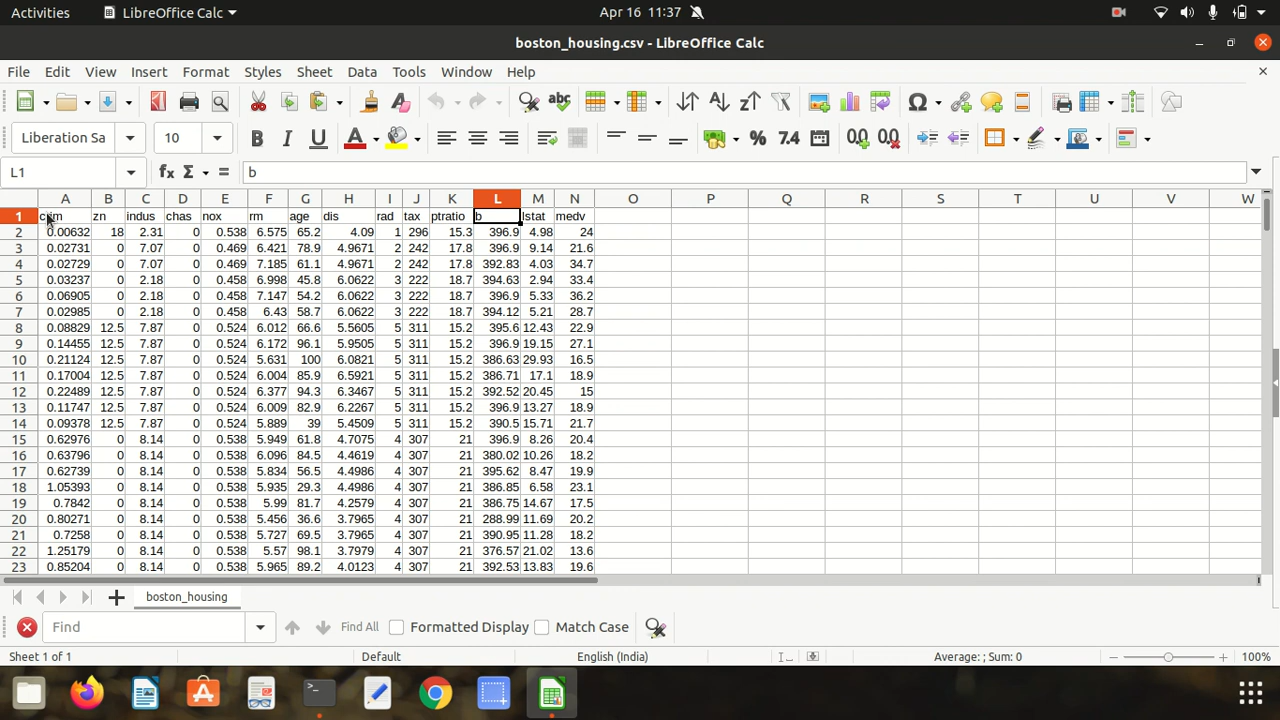 Activities LibreOffice Calc Apr 16 11:37
boston_housing.csv - LibreOffice Calc
File Edit View Insert Format Styles Sheet Data Tools Window Help
Liberation Sa 10
L1 b
A B C D E F G H I J K L M N O P Q R S T U V W
1 crim zn indus chas nox rm age dis rad tax ptratio b lstat medv
2 0.00632 18 2.31 0 0.538 6.575 65.2 4.09 1 296 15.3 396.9 4.98 24
3 0.02731 0 7.07 0 0.469 6.421 78.9 4.9671 2 242 17.8 396.9 9.14 21.6
4 0.02729 0 7.07 0 0.469 7.185 61.1 4.9671 2 242 17.8 392.83 4.03 34.7
5 0.03237 0 2.18 0 0.458 6.998 45.8 6.0622 3 222 18.7 394.63 2.94 33.4
6 0.06905 0 2.18 0 0.458 7.147 54.2 6.0622 3 222 18.7 396.9 5.33 36.2
7 0.02985 0 2.18 0 0.458 6.43 58.7 6.0622 3 222 18.7 394.12 5.21 28.7
8 0.08829 12.5 7.87 0 0.524 6.012 66.6 5.5605 5 311 15.2 395.6 12.43 22.9
9 0.14455 12.5 7.87 0 0.524 6.172 96.1 5.9505 5 311 15.2 396.9 19.15 27.1
10 0.21124 12.5 7.87 0 0.524 5.631 100 6.0821 5 311 15.2 386.63 29.93 16.5
11 0.17004 12.5 7.87 0 0.524 6.004 85.9 6.5921 5 311 15.2 386.71 17.1 18.9
12 0.22489 12.5 7.87 0 0.524 6.377 94.3 6.3467 5 311 15.2 392.52 20.45 15
13 0.11747 12.5 7.87 0 0.524 6.009 82.9 6.2267 5 311 15.2 396.9 13.27 18.9
14 0.09378 12.5 7.87 0 0.524 5.889 39 5.4509 5 311 15.2 390.5 15.71 21.7
15 0.62976 0 8.14 0 0.538 5.949 61.8 4.7075 4 307 21 396.9 8.26 20.4
16 0.63796 0 8.14 0 0.538 6.096 84.5 4.4619 4 307 21 380.02 10.26 18.2
17 0.62739 0 8.14 0 0.538 5.834 56.5 4.4986 4 307 21 395.62 8.47 19.9
18 1.05393 0 8.14 0 0.538 5.935 29.3 4.4986 4 307 21 386.85 6.58 23.1
19 0.7842 0 8.14 0 0.538 5.99 81.7 4.2579 4 307 21 386.75 14.67 17.5
20 0.80271 0 8.14 0 0.538 5.456 36.6 3.7965 4 307 21 288.99 11.69 20.2
21 0.7258 0 8.14 0 0.538 5.727 69.5 3.7965 4 307 21 390.95 11.28 18.2
22 1.25179 0 8.14 0 0.538 5.57 98.1 3.7979 4 307 21 376.57 21.02 13.6
23 0.85204 0 8.14 0 0.538 5.965 89.2 4.0123 4 307 21 392.53 13.83 19.6
boston_housing
Find Find All Formatted Display Match Case
Sheet 1 of 1 Default English (India) Average: ; Sum: 0 100%